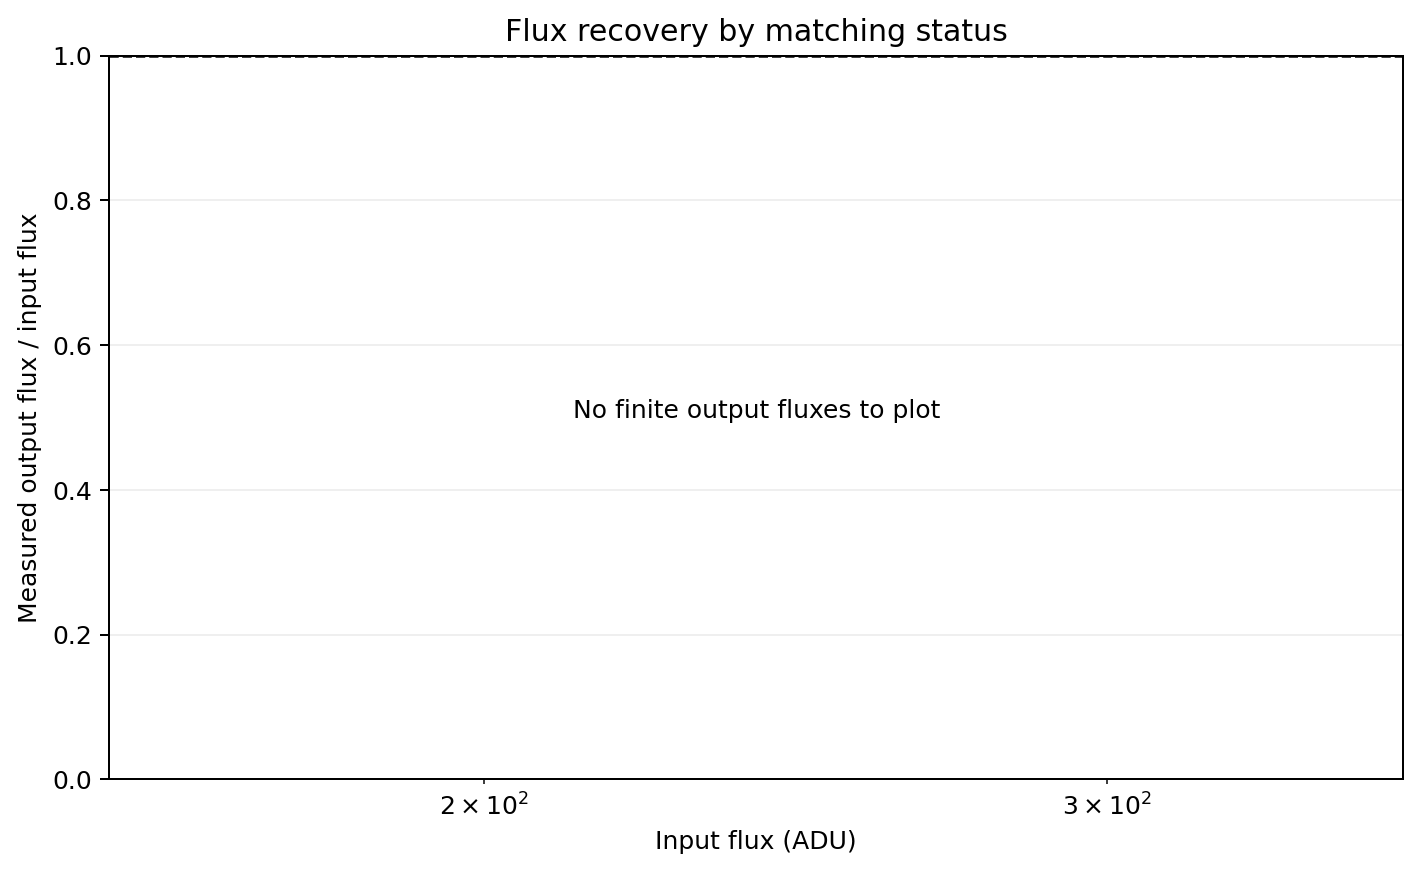 Flux recovery by matching status
1.0
0.8
0.6
0.4
0.2
0.0
Measured output flux / input flux
No finite output fluxes to plot
2 × 10²
3 × 10²
Input flux (ADU)